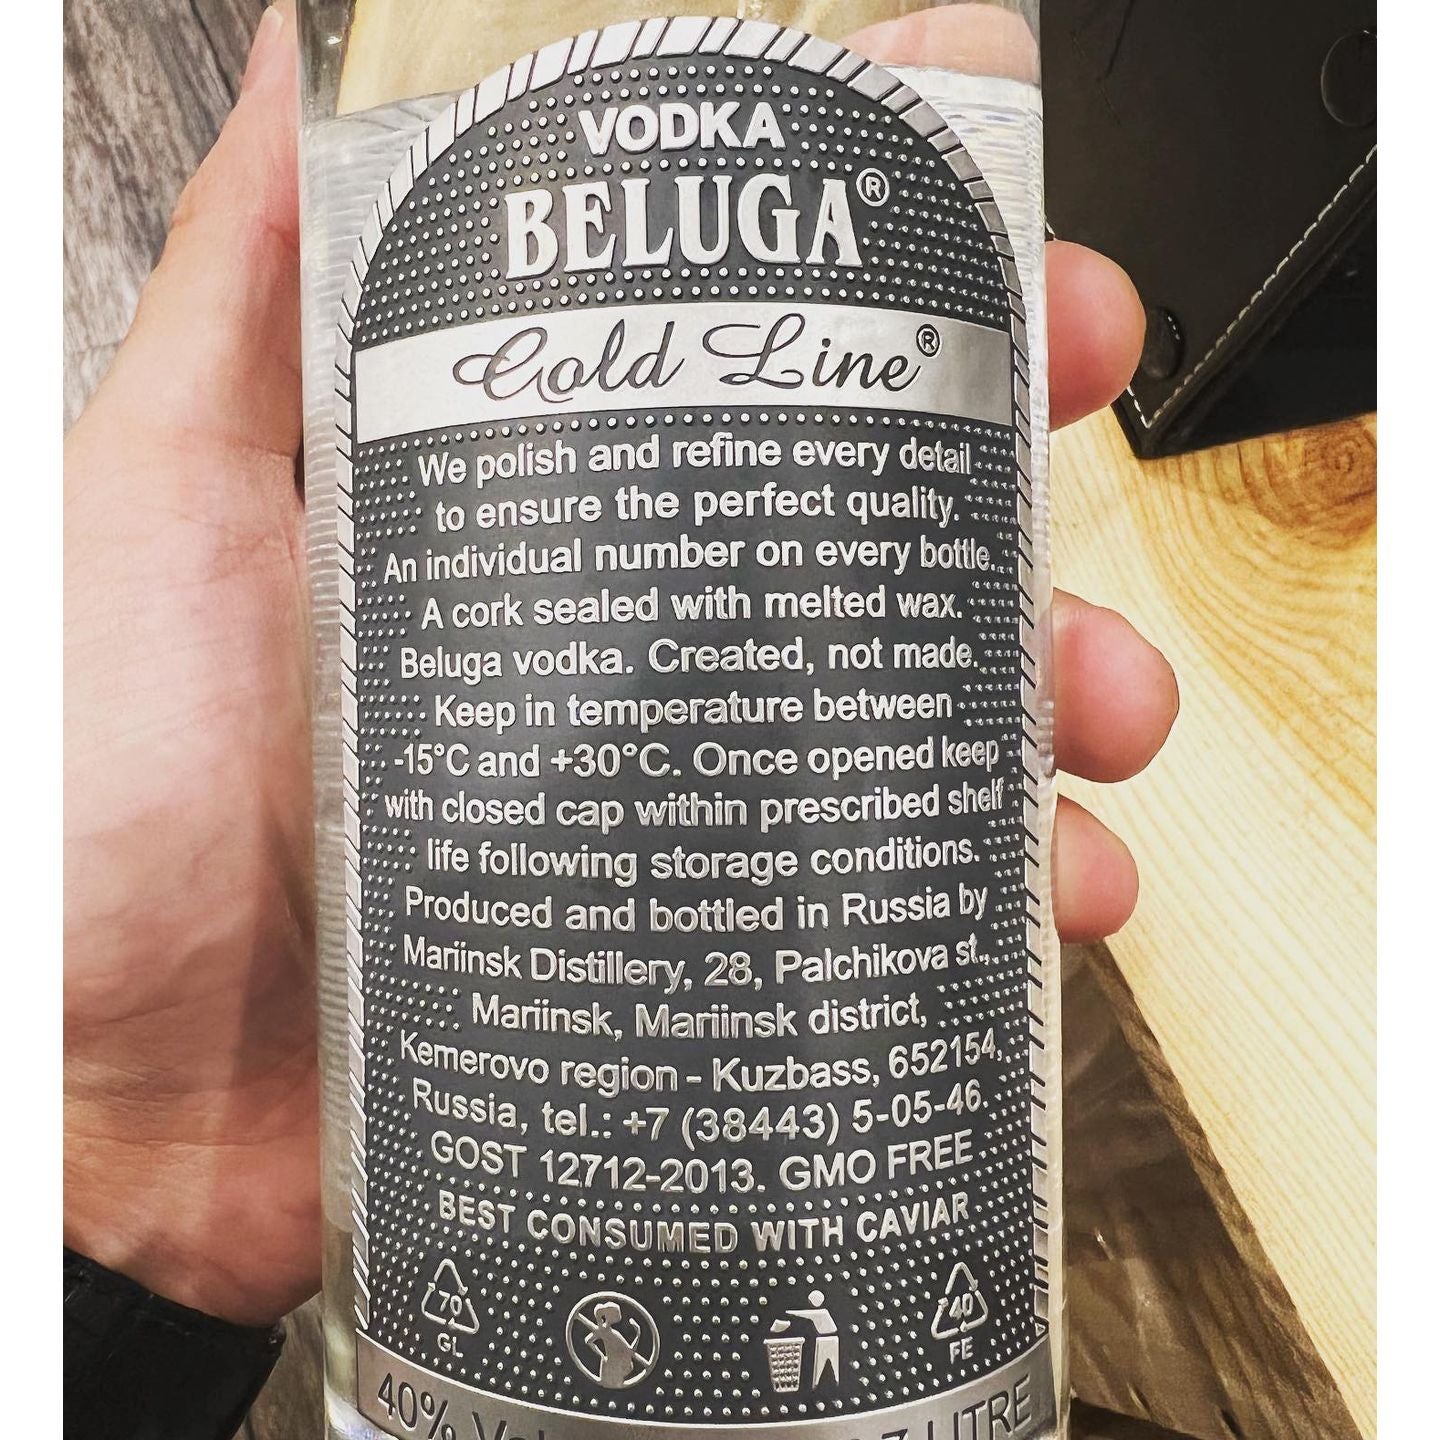 VODKA
BELUGA®
Gold Line®
We polish and refine every detail
to ensure the perfect quality.
An individual number on every bottle.
A cork sealed with melted wax.
Beluga vodka. Created, not made.
Keep in temperature between
-15°C and +30°C. Once opened keep
with closed cap within prescribed shelf
life following storage conditions.
Produced and bottled in Russia by
Mariinsk Distillery, 28, Palchikova st.,
Mariinsk, Mariinsk district,
Kemerovo region - Kuzbass, 652154,
Russia, tel.: +7 (38443) 5-05-46.
GOST 12712-2013. GMO FREE
BEST CONSUMED WITH CAVIAR
70 40
GL FE
40% LITRE